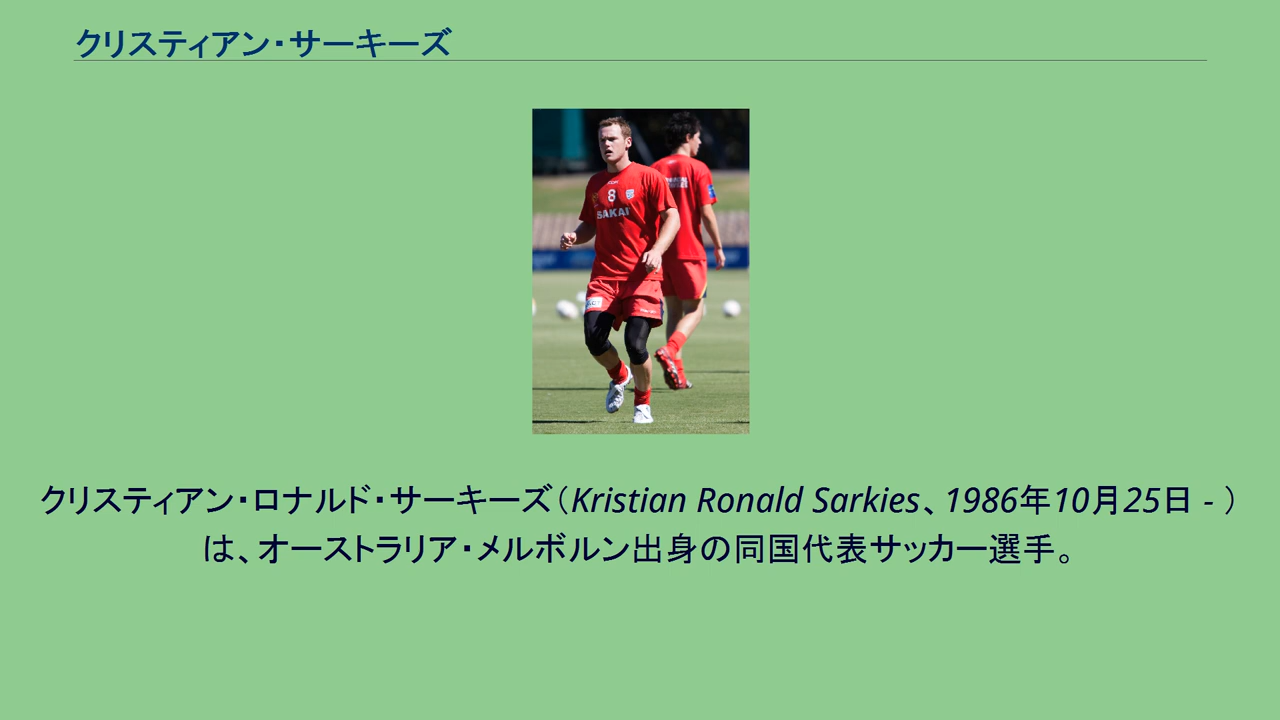 クリスティアン・サーキーズ
8
SAKAI
クリスティアン・ロナルド・サーキーズ（Kristian Ronald Sarkies、1986年10月25日 - ）
は、オーストラリア・メルボルン出身の同国代表サッカー選手。